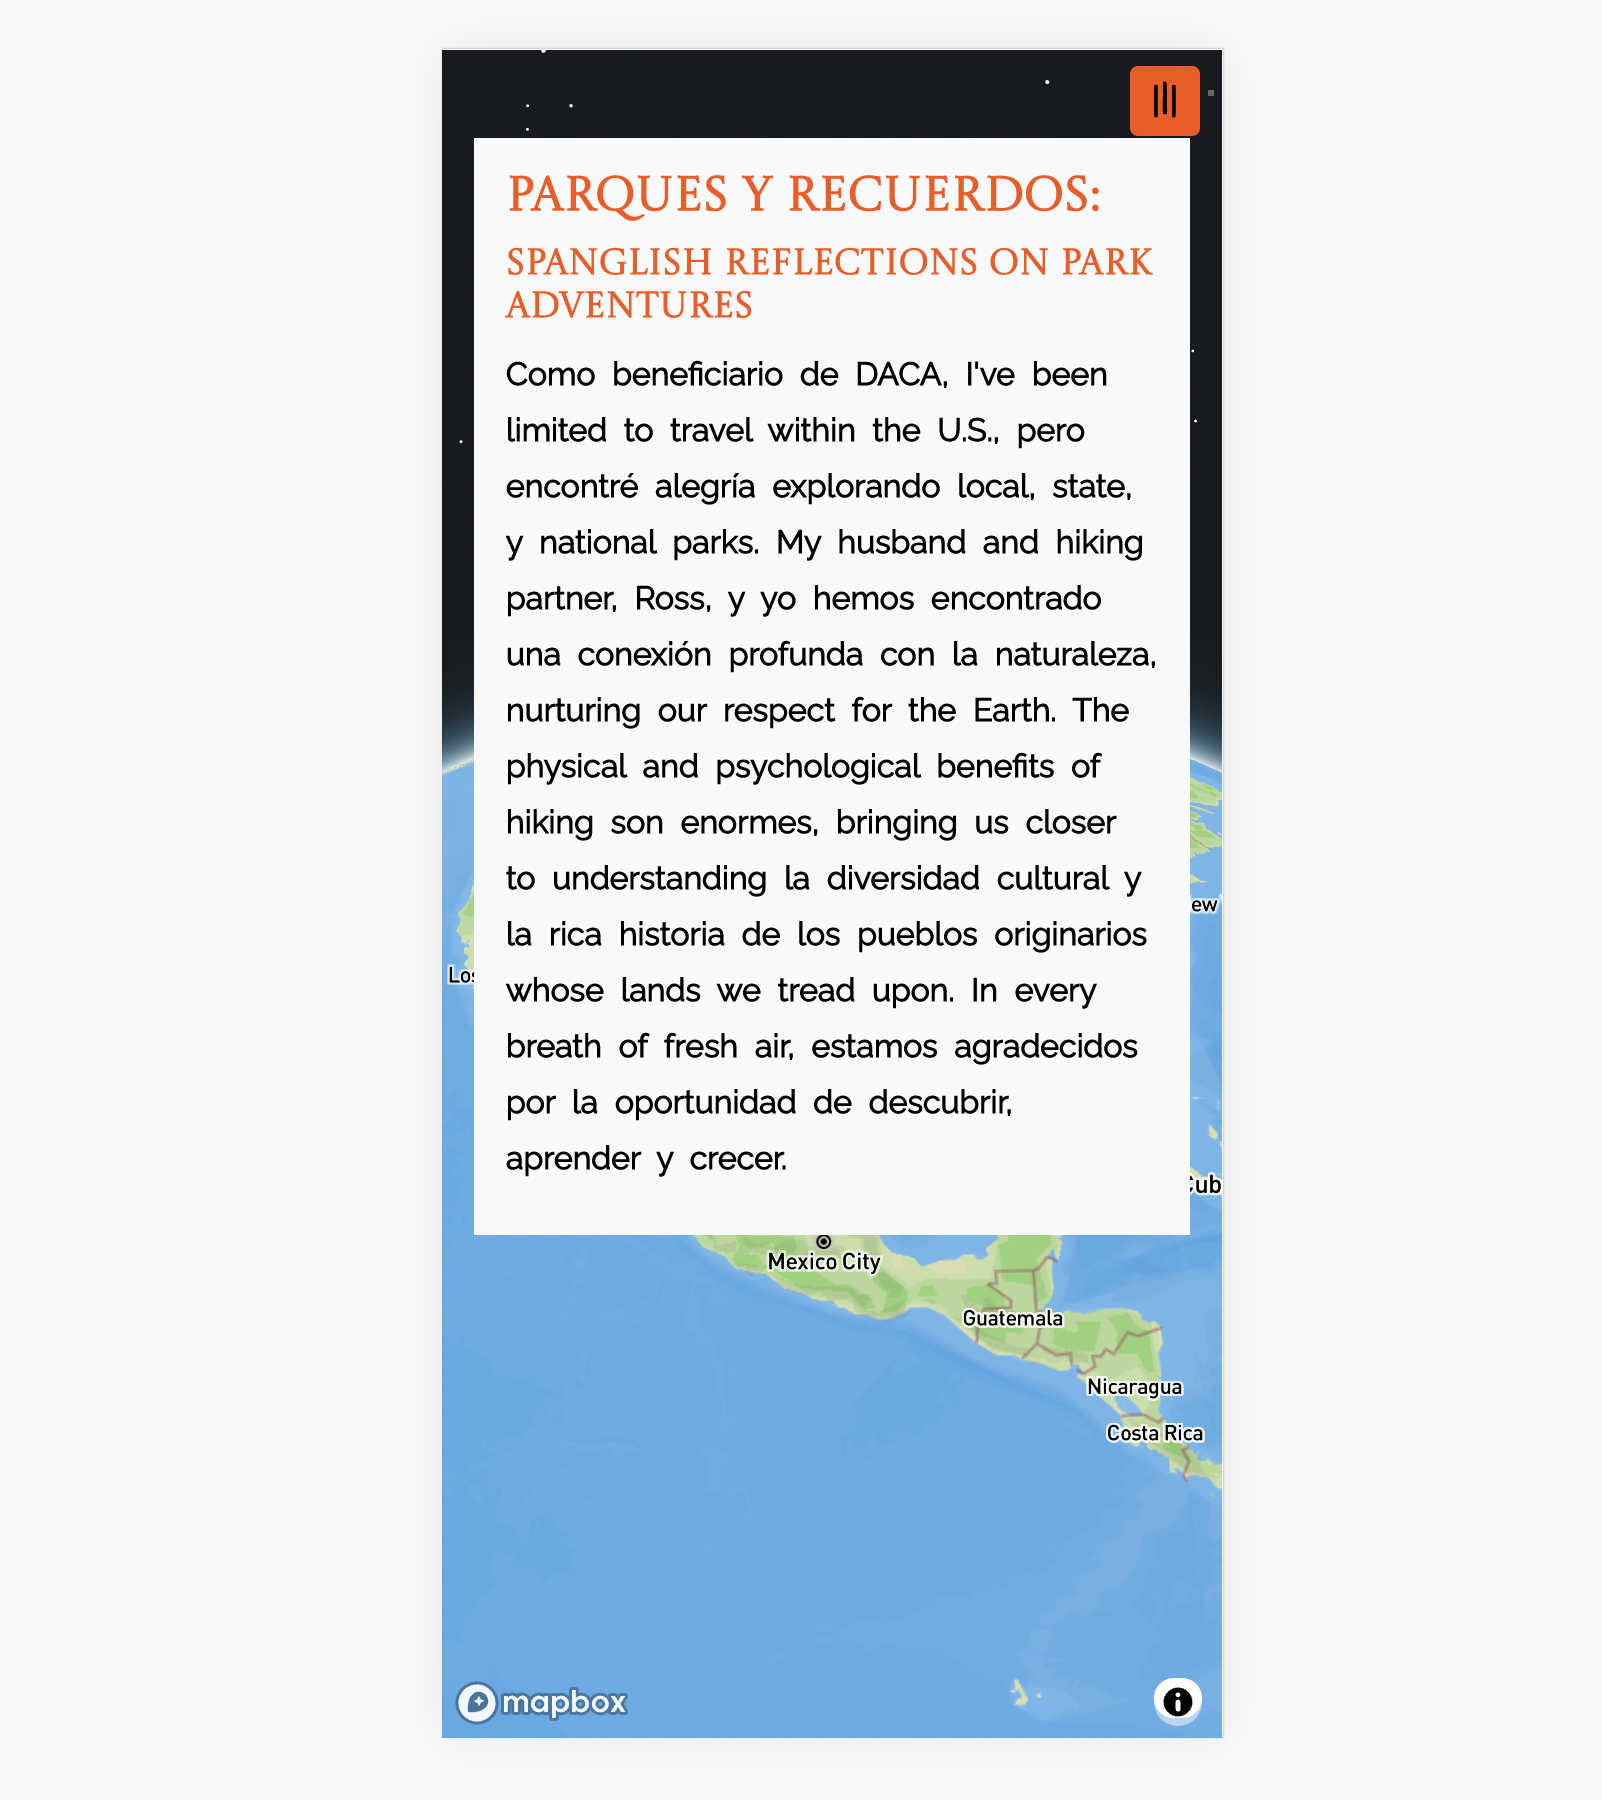 PARQUES Y RECUERDOS:
SPANGLISH REFLECTIONS ON PARK
ADVENTURES
Como beneficiario de DACA, I've been
limited to travel within the U.S., pero
encontré alegría explorando local, state,
y national parks. My husband and hiking
partner, Ross, y yo hemos encontrado
una conexión profunda con la naturaleza,
nurturing our respect for the Earth. The
physical and psychological benefits of
hiking son enormes, bringing us closer
to understanding la diversidad cultural y
la rica historia de los pueblos originarios
whose lands we tread upon. In every
breath of fresh air, estamos agradecidos
por la oportunidad de descubrir,
aprender y crecer.
ew
Los
Cub
Mexico City
Guatemala
Nicaragua
Costa Rica
mapbox